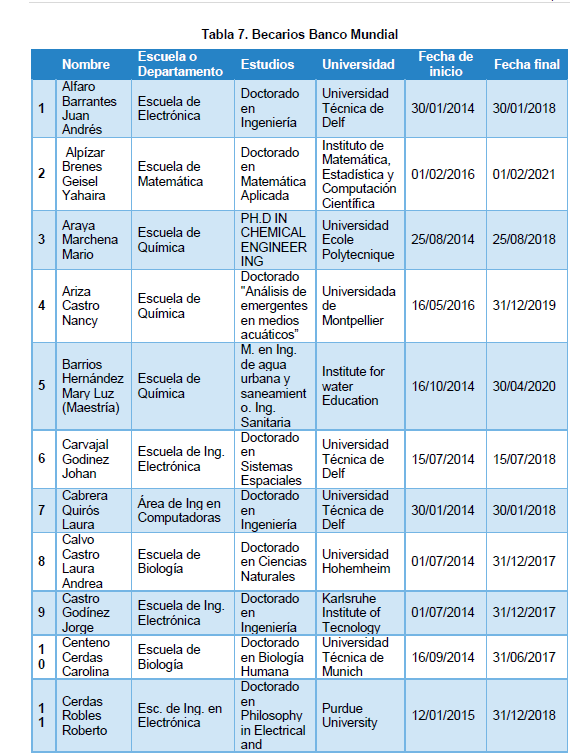 Tabla 7. Becarios Banco Mundial
Nombre
Escuela o
Departamento
Estudios
Universidad
Fecha de
inicio
Fecha final
1
Alfaro
Barrantes
Juan
Andrés
Escuela de
Electrónica
Doctorado
en
Ingeniería
Universidad
Técnica de
Delf
30/01/2014
30/01/2018
2
Alpízar
Brenes
Geisel
Yahaira
Escuela de
Matemática
Doctorado
en
Matemática
Aplicada
Instituto de
Matemática,
Estadística y
Computación
Científica
01/02/2016
01/02/2021
3
Araya
Marchena
Mario
Escuela de
Química
PH.D IN
CHEMICAL
ENGINEER
ING
Universidad
Ecole
Polytecnique
25/08/2014
25/08/2018
4
Ariza
Castro
Nancy
Escuela de
Química
Doctorado
"Análisis de
emergentes
en medios
acuáticos”
Universidada
de
Montpellier
16/05/2016
31/12/2019
5
Barrios
Hernández
Mary Luz
(Maestría)
Escuela de
Química
M. en Ing.
de agua
urbana y
saneamient
o. Ing.
Sanitaria
Institute for
water
Education
16/10/2014
30/04/2020
6
Carvajal
Godinez
Johan
Escuela de Ing.
Electrónica
Doctorado
en
Sistemas
Espaciales
Universidad
Técnica de
Delf
15/07/2014
15/07/2018
7
Cabrera
Quirós
Laura
Área de Ing en
Computadoras
Doctorado
en
Ingeniería
Universidad
Técnica de
Delf
30/01/2014
30/01/2018
8
Calvo
Castro
Laura
Andrea
Escuela de
Biología
Doctorado
en Ciencias
Naturales
Universidad
Hohemheim
01/07/2014
31/12/2017
9
Castro
Godínez
Jorge
Escuela de Ing.
Electrónica
Doctorado
en
Ingeniería
Karlsruhe
Institute of
Tecnology
01/07/2014
31/12/2017
1
0
Centeno
Cerdas
Carolina
Escuela de
Biología
Doctorado
en Biología
Humana
Universidad
Técnica de
Munich
16/09/2014
31/06/2017
1
1
Cerdas
Robles
Roberto
Esc. de Ing. en
Electrónica
Doctorado
en
Philosophy
in Electrical
and
Purdue
University
12/01/2015
31/12/2018